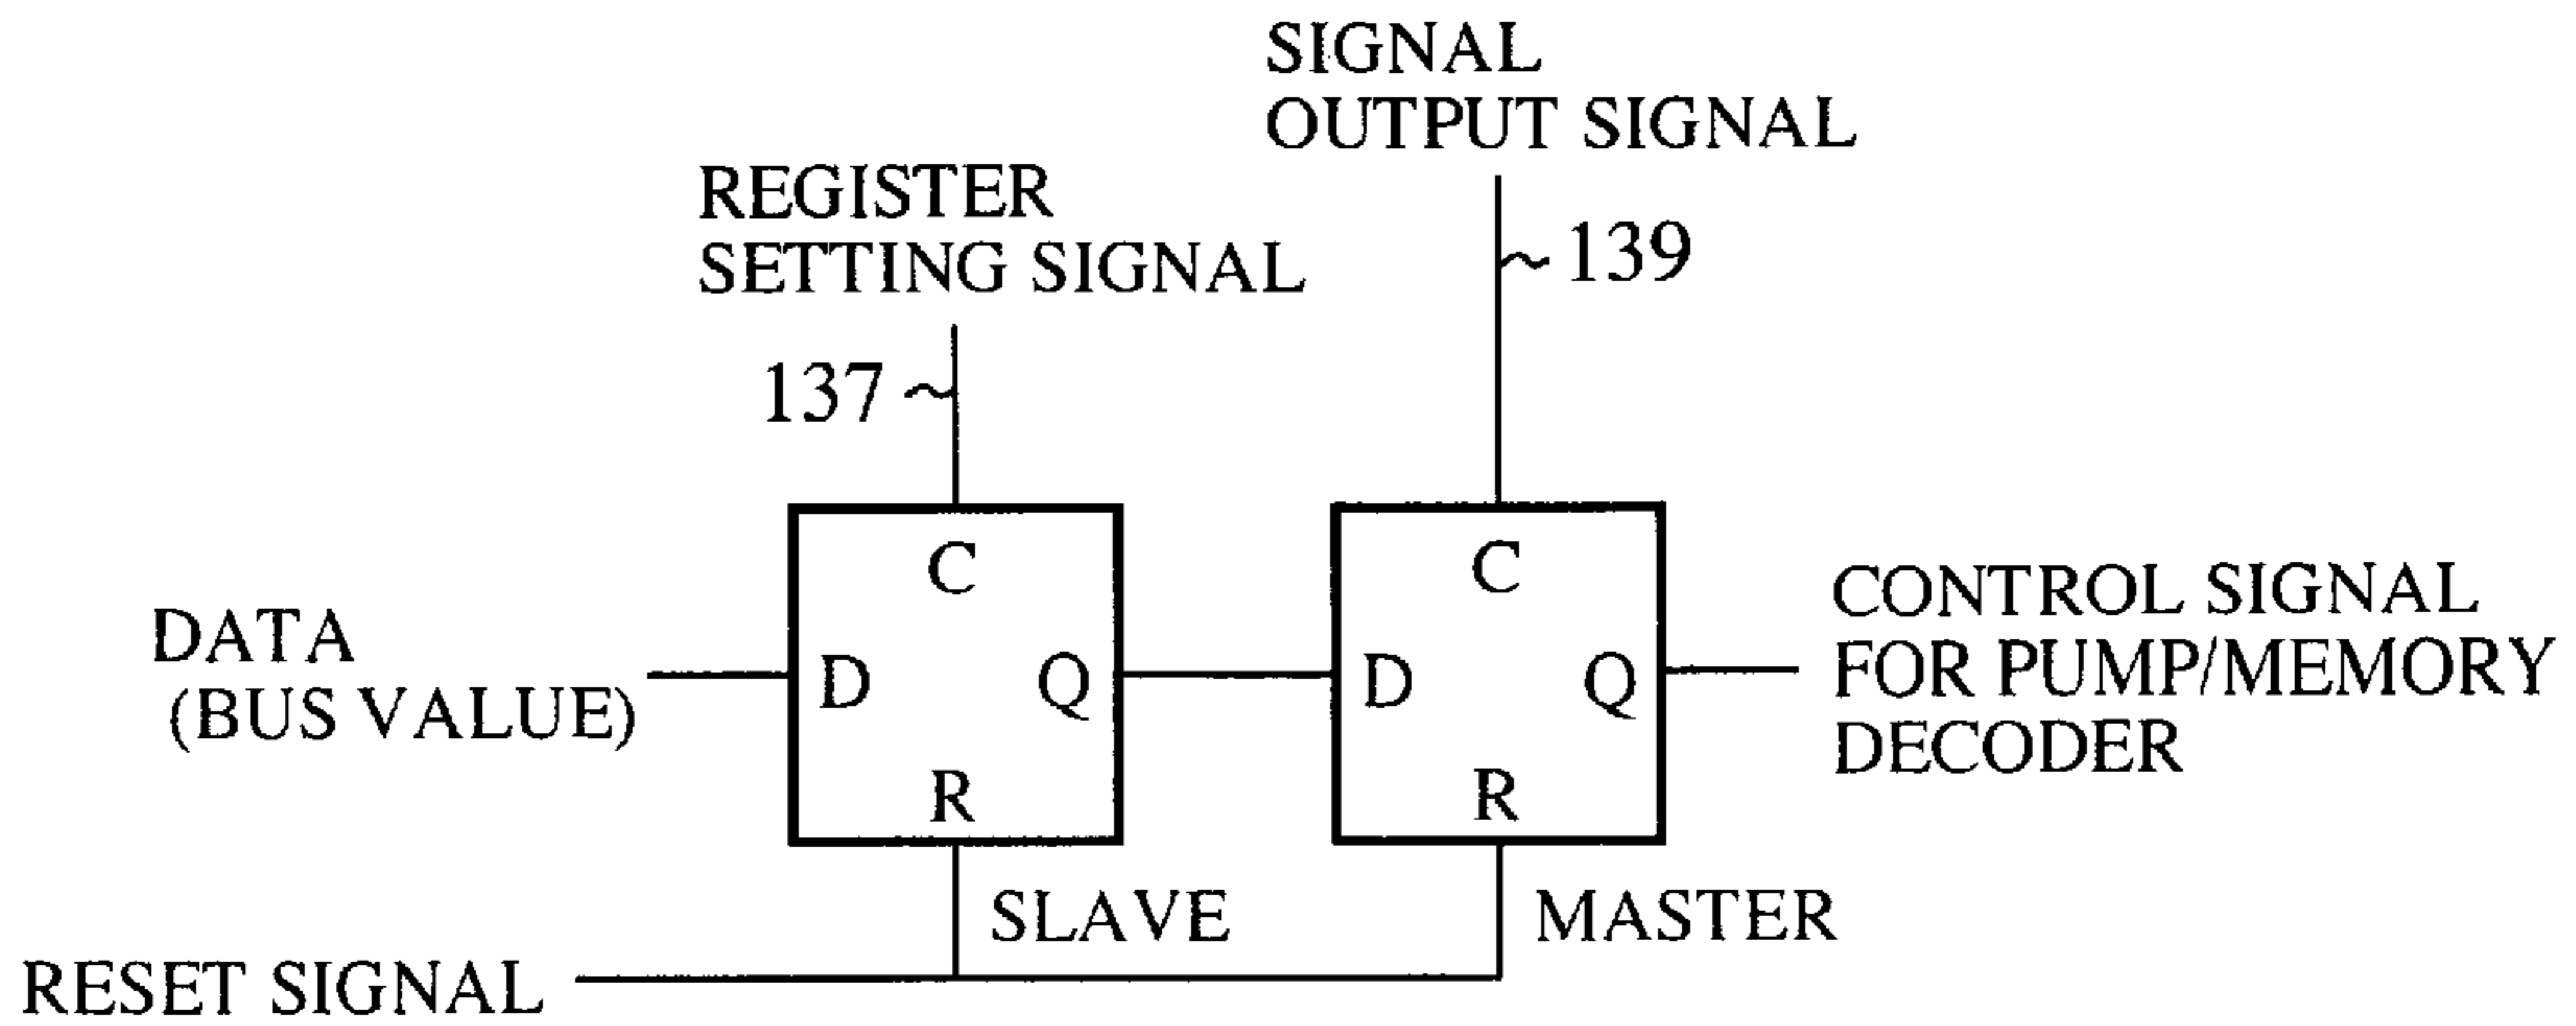 SIGNAL
OUTPUT SIGNAL
REGISTER
SETTING SIGNAL
139
137
C
C
DATA
(BUS VALUE)
D
Q
D
Q
CONTROL SIGNAL
FOR PUMP/MEMORY
DECODER
R
R
SLAVE
MASTER
RESET SIGNAL